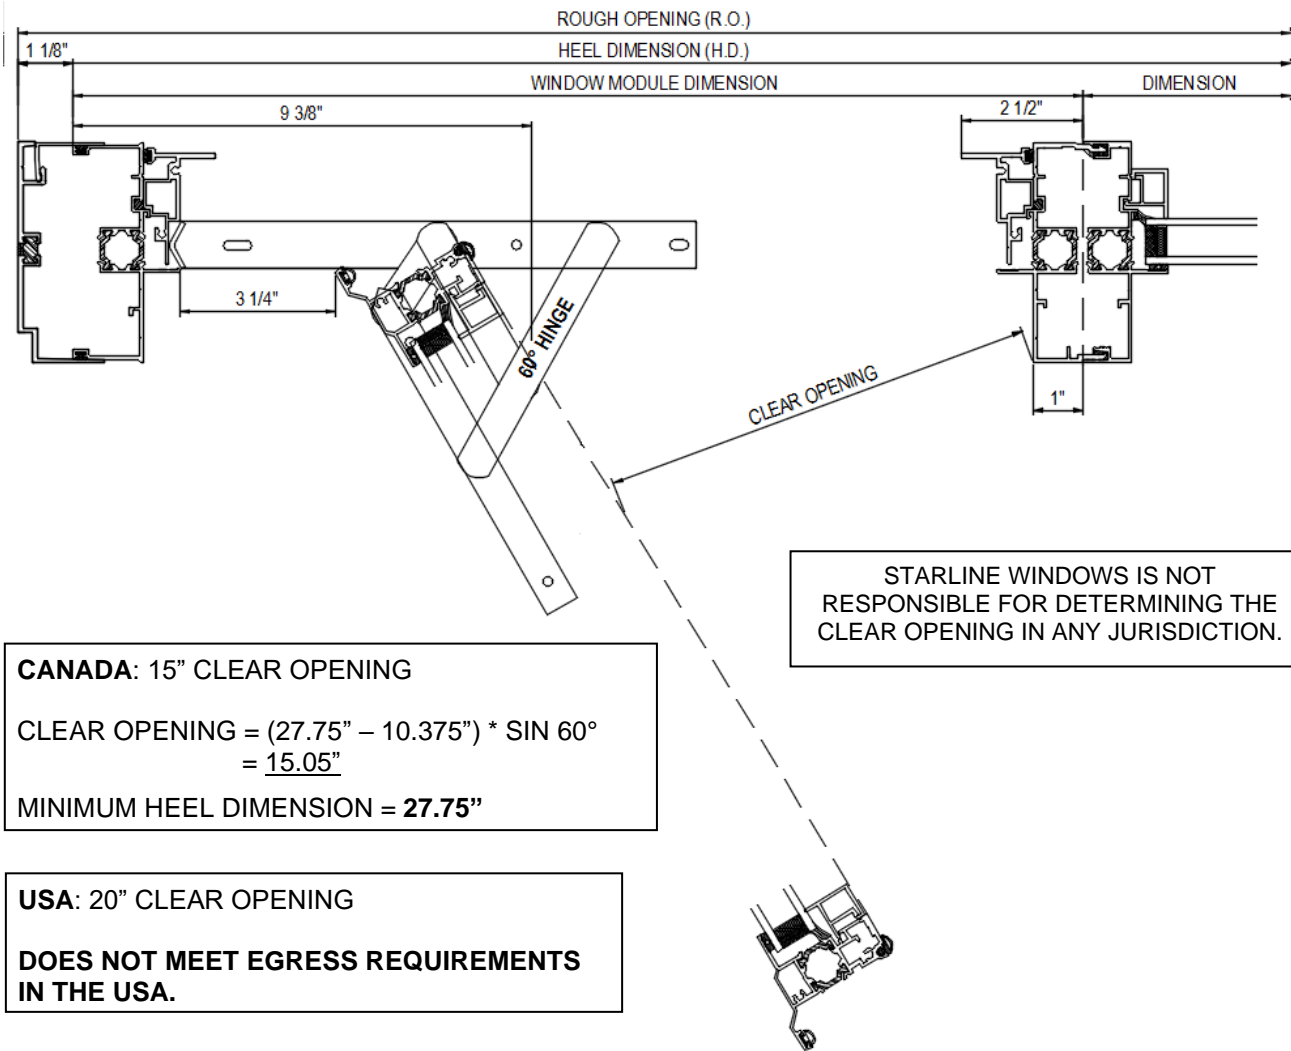 ROUGH OPENING (R.O.)
1 1/8"
HEEL DIMENSION (H.D.)
WINDOW MODULE DIMENSION
DIMENSION
9 3/8"
2 1/2"
3 1/4"
60° HINGE
CLEAR OPENING
1"
STARLINE WINDOWS IS NOT
RESPONSIBLE FOR DETERMINING THE
CLEAR OPENING IN ANY JURISDICTION.
CANADA: 15” CLEAR OPENING
CLEAR OPENING = (27.75” – 10.375”) * SIN 60°
= 15.05”
MINIMUM HEEL DIMENSION = 27.75”
USA: 20” CLEAR OPENING
DOES NOT MEET EGRESS REQUIREMENTS
IN THE USA.